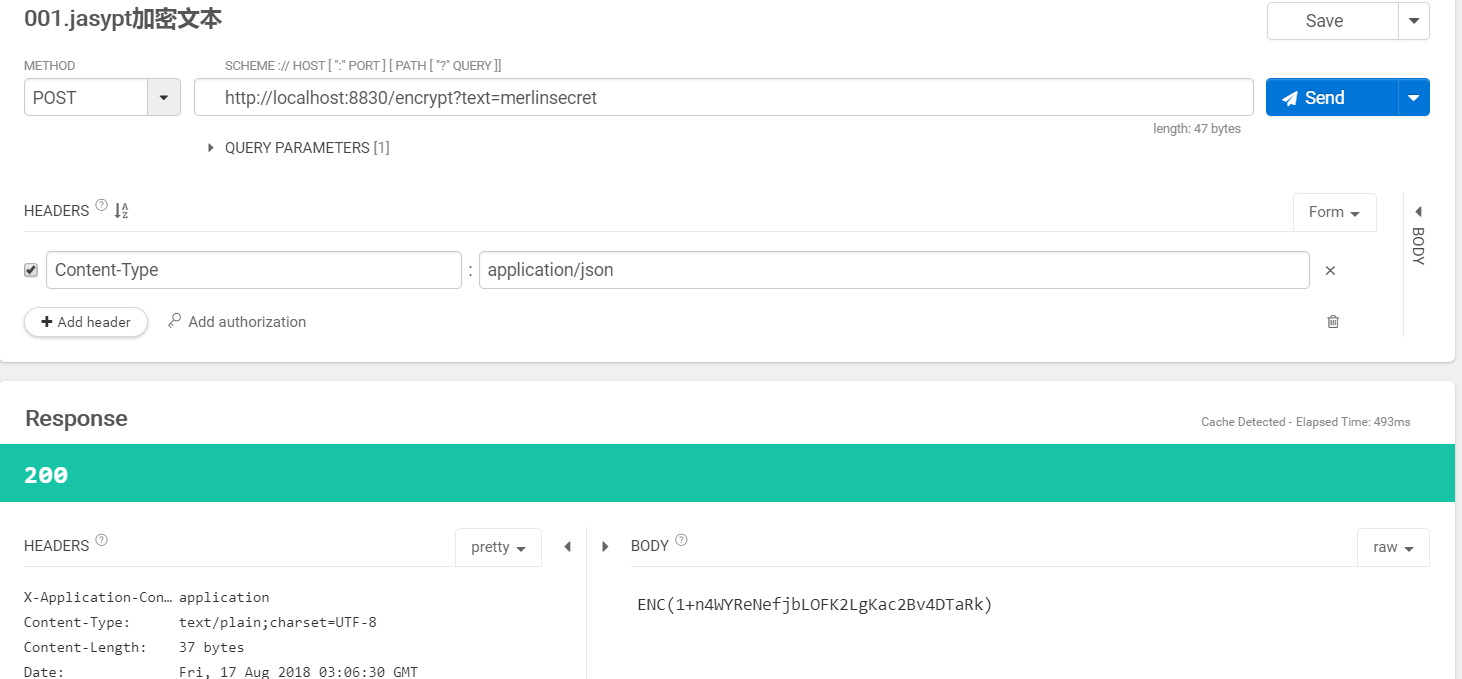 001.jasypt加密文本
Save
METHOD
SCHEME :// HOST [ ":" PORT ] [ PATH [ "?" QUERY ]]
POST
http://localhost:8830/encrypt?text=merlinsecret
Send
length: 47 bytes
QUERY PARAMETERS [1]
HEADERS ?
Form
BODY
Content-Type : application/json
Add header
Add authorization
Response
Cache Detected - Elapsed Time: 493ms
200
HEADERS ?
pretty
BODY ?
raw
X-Application-Con… application
Content-Type: text/plain;charset=UTF-8
Content-Length: 37 bytes
Date: Fri, 17 Aug 2018 03:06:30 GMT
ENC(1+n4WYReNefjbLOFK2LgKac2Bv4DTaRk)